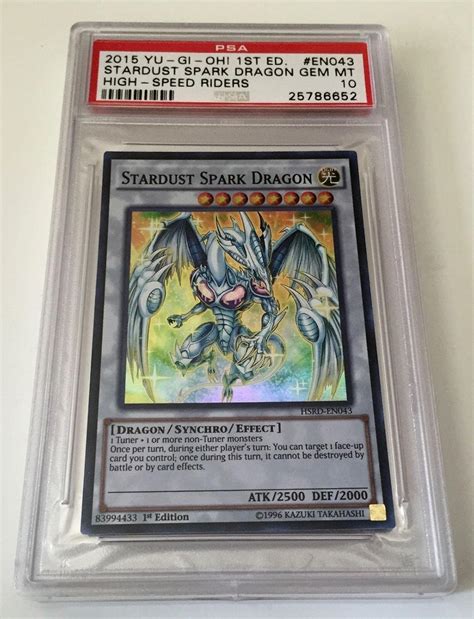 PSA
2015 YU-GI-OH! 1ST ED. #EN043
STARDUST SPARK DRAGON GEM MT
HIGH-SPEED RIDERS 10
25786652
STARDUST SPARK DRAGON
光
HSRD-EN043
[DRAGON/SYNCHRO/EFFECT]
1 Tuner + 1 or more non-Tuner monsters
Once per turn, during either player's turn: You can target 1 face-up
card you control; once during this turn, it cannot be destroyed
by battle or by card effects.
ATK/2500 DEF/2000
83994433 1st Edition ©1996 KAZUKI TAKAHASHI